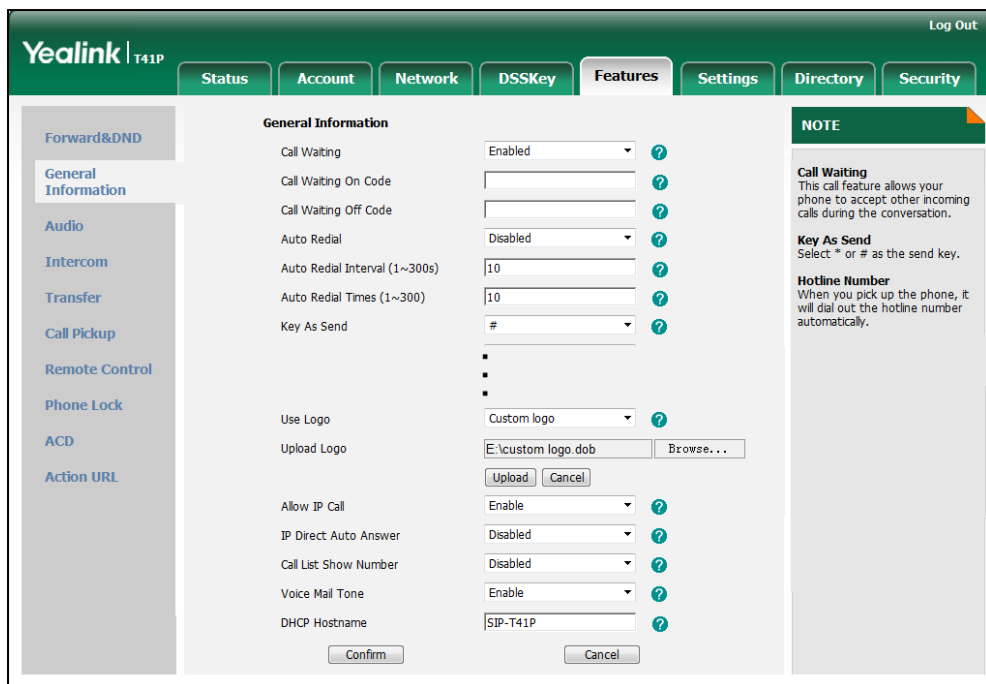 Log Out
Yealink T41P
Status Account Network DSSKey Features Settings Directory Security
Forward&DND
General
Information
Audio
Intercom
Transfer
Call Pickup
Remote Control
Phone Lock
ACD
Action URL
General Information
Call Waiting Enabled ?
Call Waiting On Code ?
Call Waiting Off Code ?
Auto Redial Disabled ?
Auto Redial Interval (1~300s) 10 ?
Auto Redial Times (1~300) 10 ?
Key As Send # ?
Use Logo Custom logo ?
Upload Logo E:\custom logo.dob Browse...
Upload Cancel
Allow IP Call Enable ?
IP Direct Auto Answer Disabled ?
Call List Show Number Disabled ?
Voice Mail Tone Enable ?
DHCP Hostname SIP-T41P ?
Confirm Cancel
NOTE
Call Waiting
This call feature allows your
phone to accept other incoming
calls during the conversation.
Key As Send
Select * or # as the send key.
Hotline Number
When you pick up the phone, it
will dial out the hotline number
automatically.